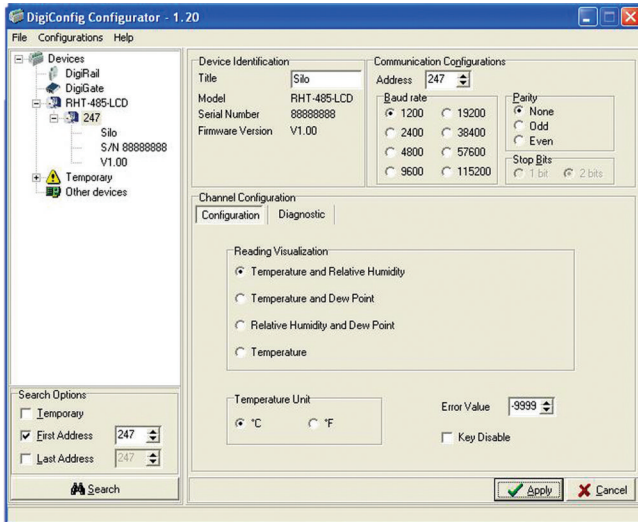 DigiConfig Configurator - 1.20
File Configurations Help
Devices
DigiRail
DigiGate
RHT-485-LCD
247
Silo
S/N 88888888
V1.00
Temporary
Other devices
Search Options
Temporary
First Address 247
Last Address 247
Search
Device Identification
Title Silo
Model RHT-485-LCD
Serial Number 88888888
Firmware Version V1.00
Communication Configurations
Address 247
Baud rate
1200 19200
2400 38400
4800 57600
9600 115200
Parity
None
Odd
Even
Stop Bits
1 bit 2 bits
Channel Configuration
Configuration Diagnostic
Reading Visualization
Temperature and Relative Humidity
Temperature and Dew Point
Relative Humidity and Dew Point
Temperature
Temperature Unit
°C °F
Error Value -9999
Key Disable
Apply Cancel